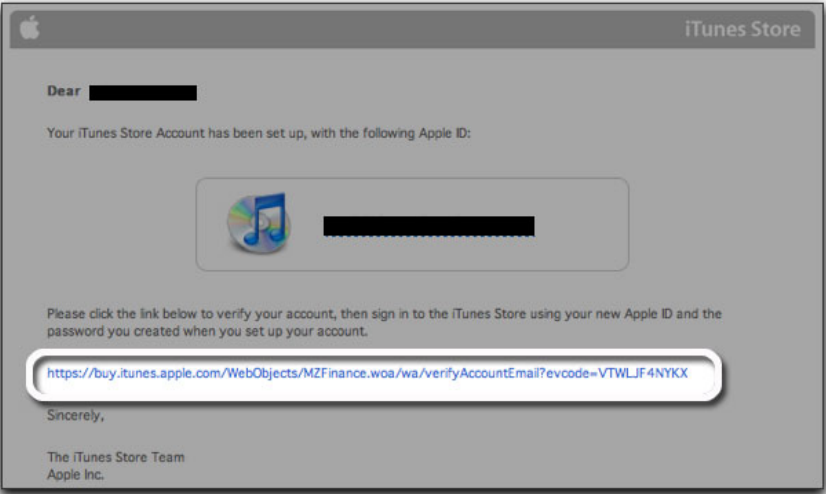 iTunes Store
Dear
Your iTunes Store Account has been set up, with the following Apple ID:
Please click the link below to verify your account, then sign in to the iTunes Store using your new Apple ID and the
password you created when you set up your account.
https://buy.itunes.apple.com/WebObjects/MZFinance.woa/wa/verifyAccountEmail?evcode=VTWLJF4NYKX
Sincerely,
The iTunes Store Team
Apple Inc.